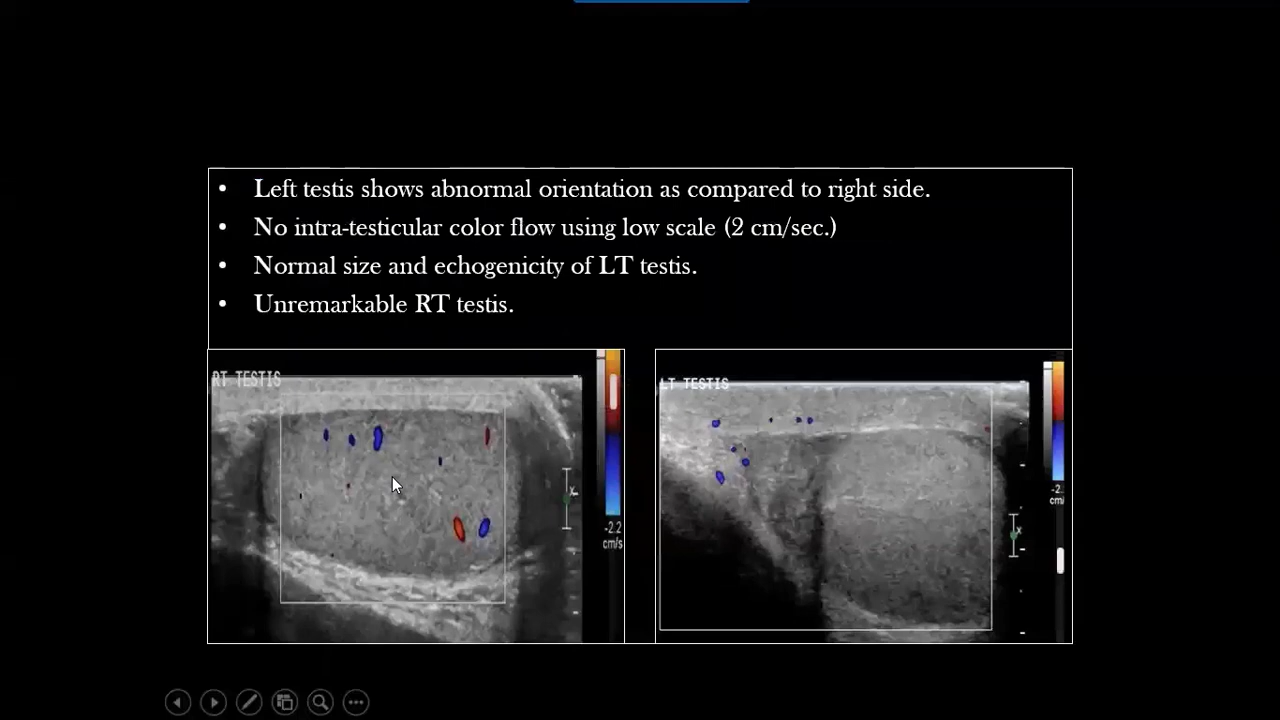 • Left testis shows abnormal orientation as compared to right side.
• No intra-testicular color flow using low scale (2 cm/sec.)
• Normal size and echogenicity of LT testis.
• Unremarkable RT testis.
RT TESTIS
-2.2
cm/s
LT TESTIS
-2.
cm/